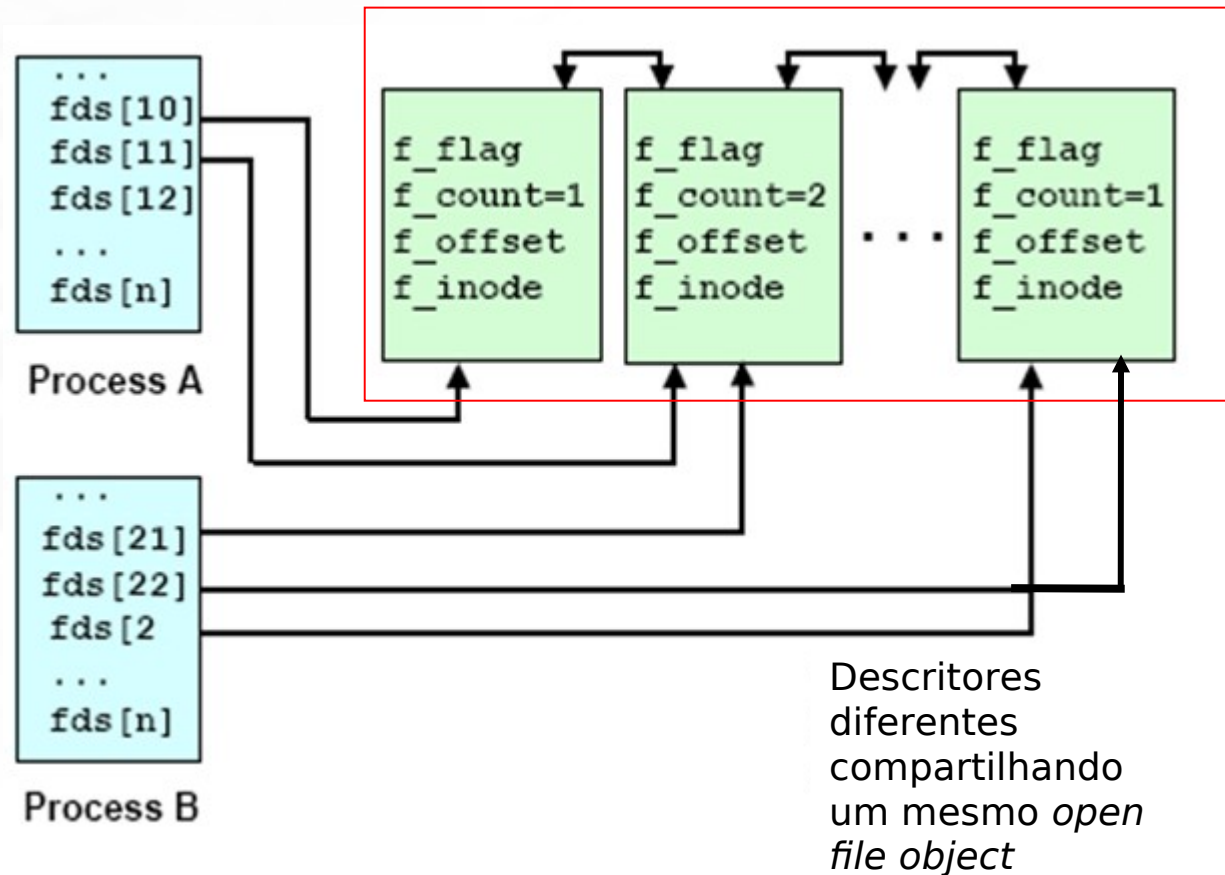 ...
fds[10]
fds[11]
fds[12]
...
fds[n]
Process A
f_flag
f_count=1
f_offset
f_inode
f_flag
f_count=2
f_offset
f_inode
...
f_flag
f_count=1
f_offset
f_inode
...
fds[21]
fds[22]
fds[2
...
fds[n]
Process B
Descritores
diferentes
compartilhando
um mesmo open
file object